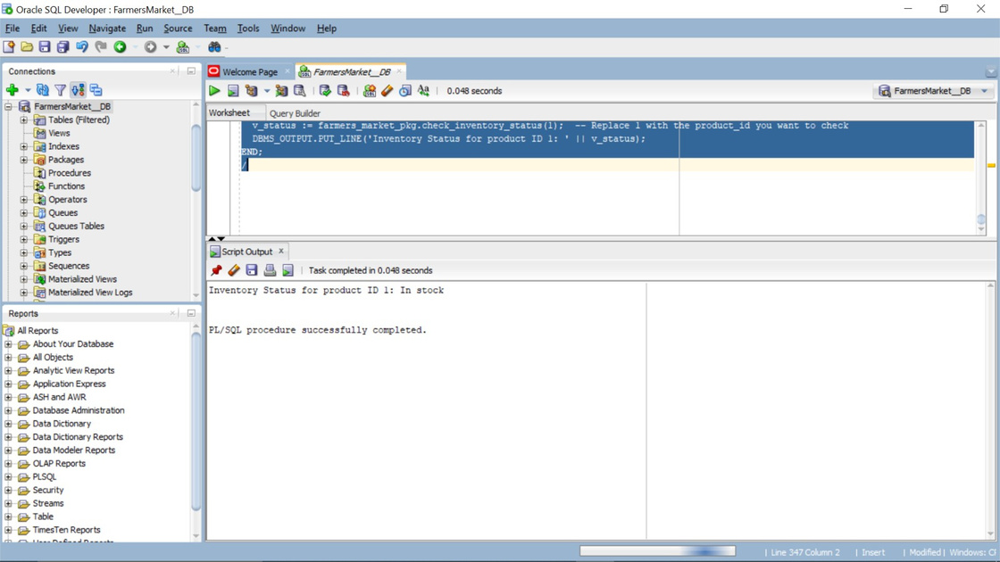 Oracle SQL Developer : FarmersMarket__DB
File Edit View Navigate Run Source Team Tools Window Help
Connections
FarmersMarket__DB
Tables (Filtered)
Views
Indexes
Packages
Procedures
Functions
Operators
Queues
Queues Tables
Triggers
Types
Sequences
Materialized Views
Materialized View Logs
Reports
All Reports
About Your Database
All Objects
Analytic View Reports
Application Express
ASH and AWR
Database Administration
Data Dictionary
Data Dictionary Reports
Data Modeler Reports
OLAP Reports
PLSQL
Security
Streams
Table
TimesTen Reports
User Defined Reports
Welcome Page
FarmersMarket__DB
0.048 seconds
FarmersMarket__DB
Worksheet
Query Builder
v_status := farmers_market_pkg.check_inventory_status(1); -- Replace 1 with the product_id you want to check
DBMS_OUTPUT.PUT_LINE('Inventory Status for product ID 1: ' || v_status);
END;
/
Script Output
Task completed in 0.048 seconds
Inventory Status for product ID 1: In stock
PL/SQL procedure successfully completed.
| Line 347 Column 2 | Insert | Modified | Windows: C